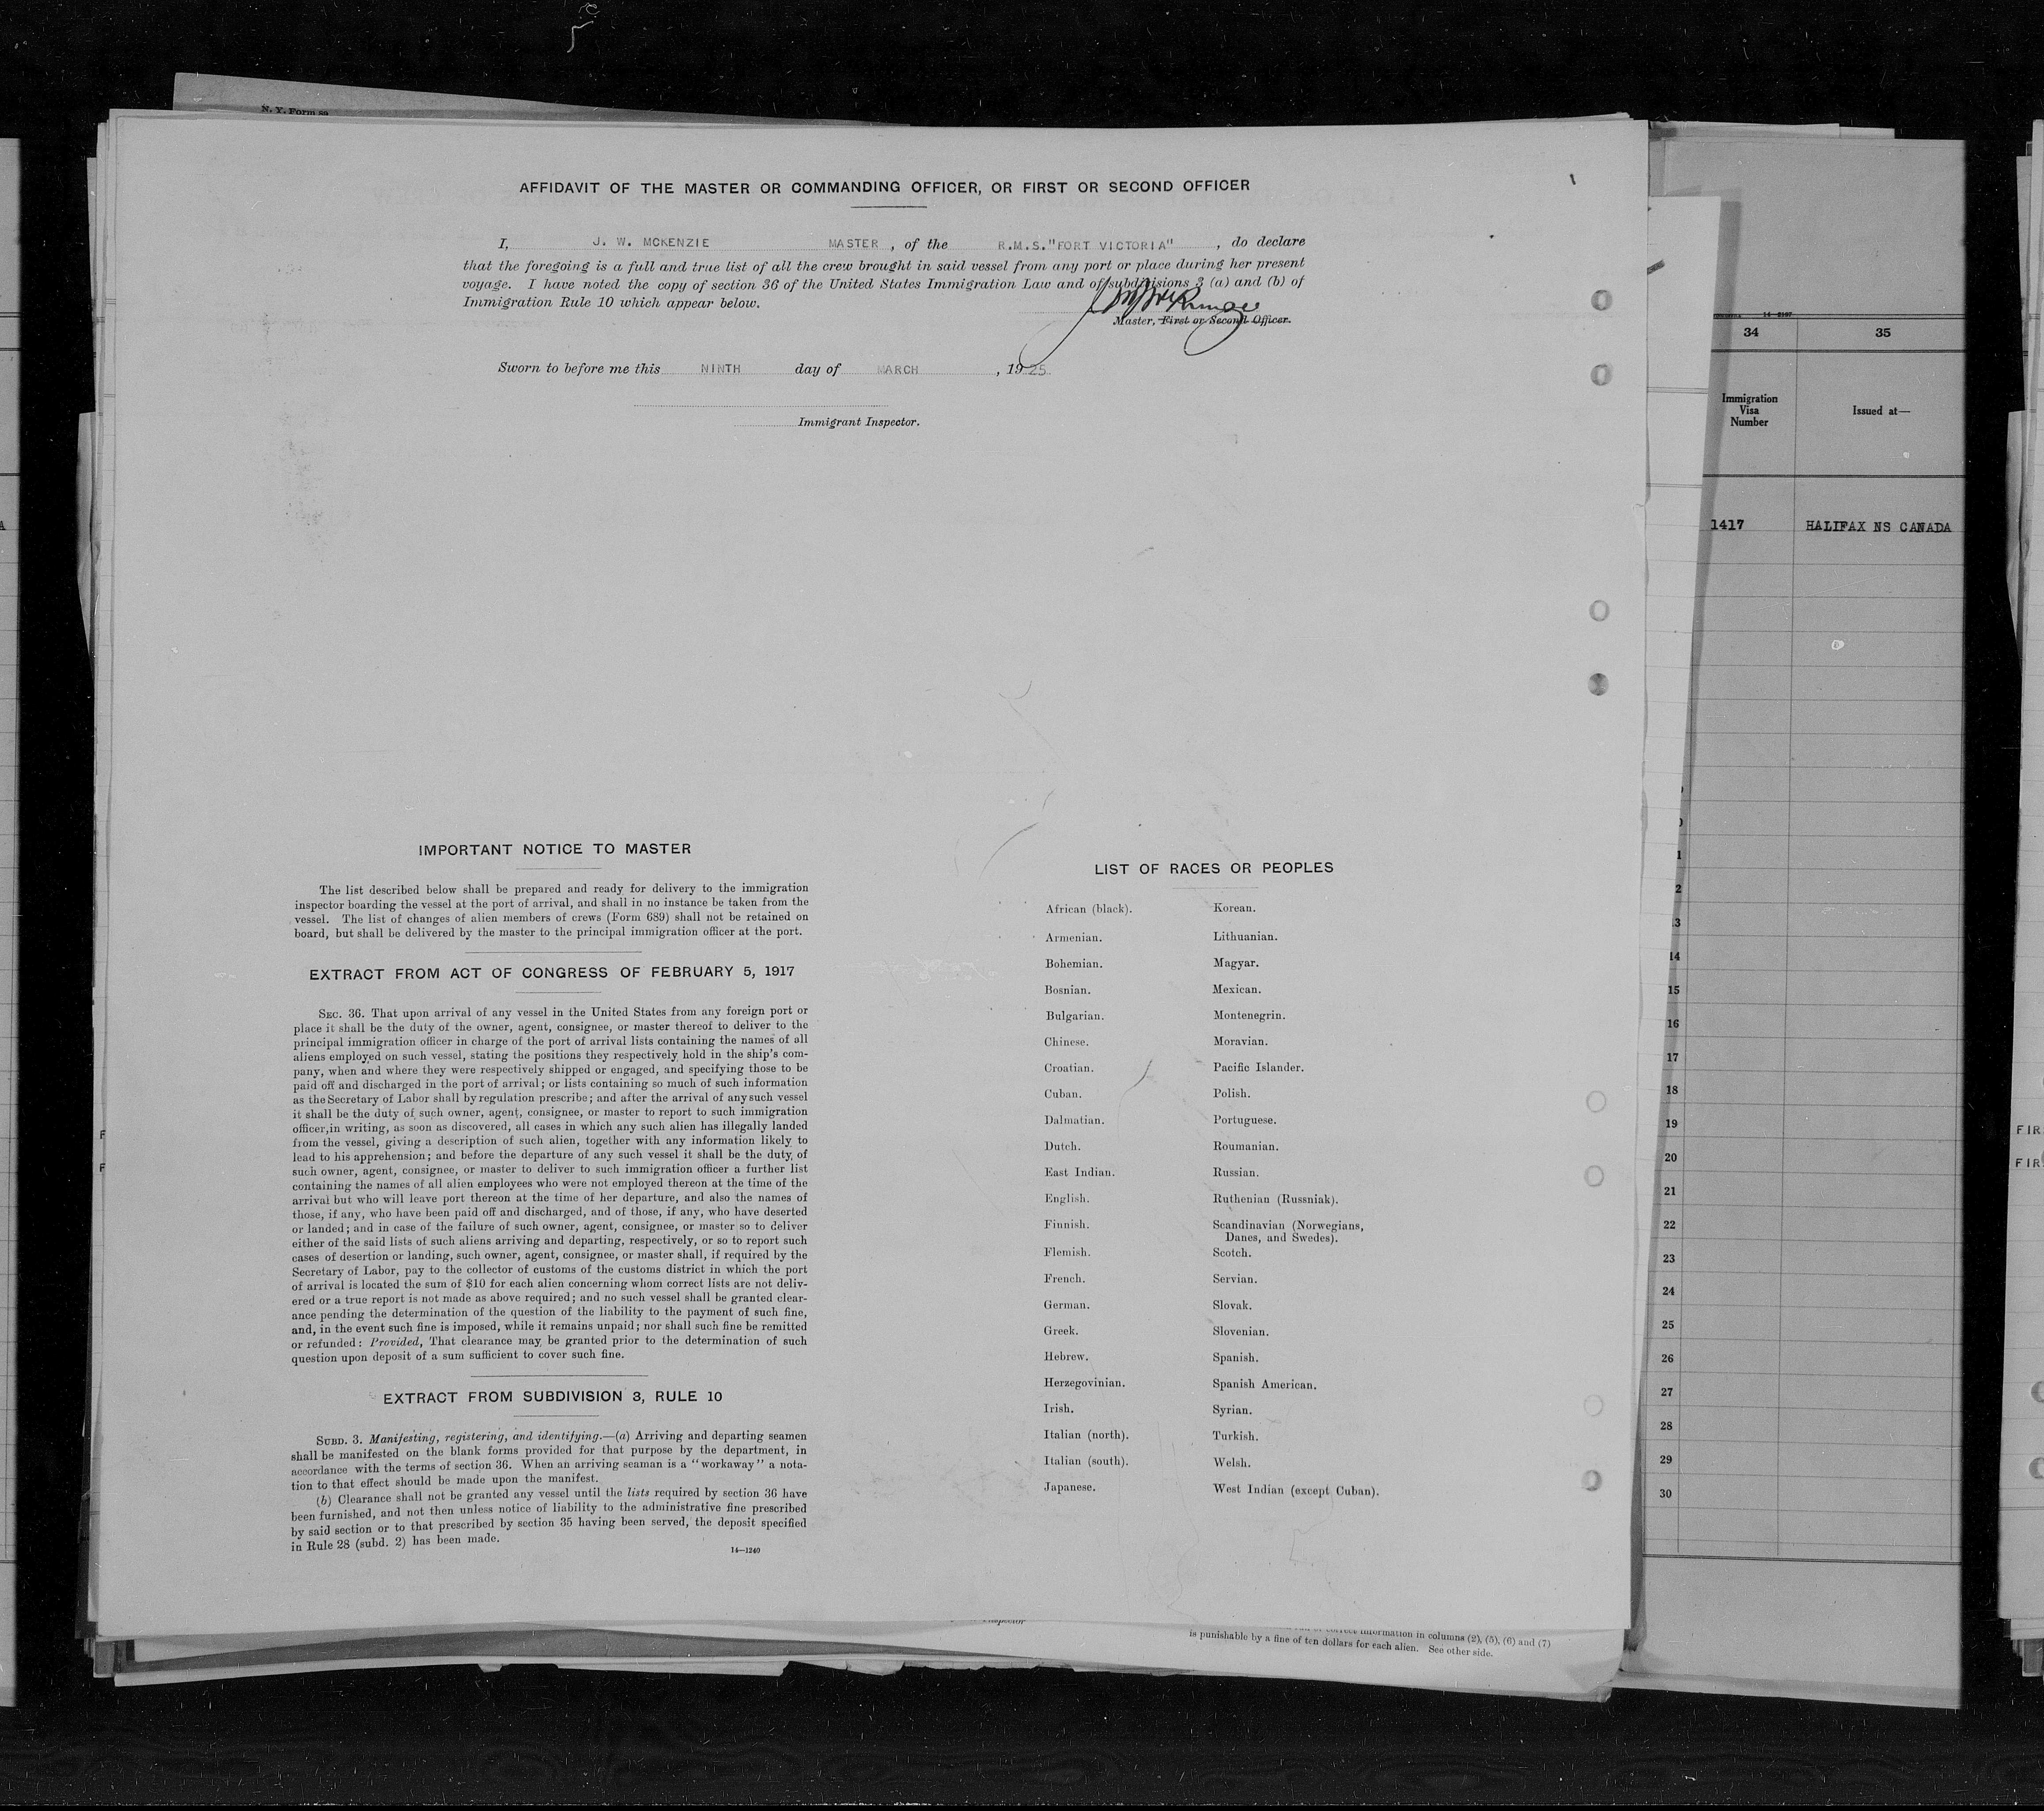 N. Y. Form 89
AFFIDAVIT OF THE MASTER OR COMMANDING OFFICER, OR FIRST OR SECOND OFFICER
I, J. W. MCKENZIE MASTER, of the R.M.S."FORT VICTORIA", do declare
that the foregoing is a full and true list of all the crew brought in said vessel from any port or place during her present
voyage. I have noted the copy of section 36 of the United States Immigration Law and of subdivisions 3 (a) and (b) of
Immigration Rule 10 which appear below.
Master, First or Second Officer.
Sworn to before me this NINTH day of MARCH, 1925
Immigrant Inspector.
IMPORTANT NOTICE TO MASTER
The list described below shall be prepared and ready for delivery to the immigration
inspector boarding the vessel at the port of arrival, and shall in no instance be taken from the
vessel. The list of changes of alien members of crews (Form 689) shall not be retained on
board, but shall be delivered by the master to the principal immigration officer at the port.
EXTRACT FROM ACT OF CONGRESS OF FEBRUARY 5, 1917
SEC. 36. That upon arrival of any vessel in the United States from any foreign port or
place it shall be the duty of the owner, agent, consignee, or master thereof to deliver to the
principal immigration officer in charge of the port of arrival lists containing the names of all
aliens employed on such vessel, stating the positions they respectively hold in the ship's com-
pany, when and where they were respectively shipped or engaged, and specifying those to be
paid off and discharged in the port of arrival; or lists containing so much of such information
as the Secretary of Labor shall by regulation prescribe; and after the arrival of any such vessel
it shall be the duty of such owner, agent, consignee, or master to report to such immigration
officer, in writing, as soon as discovered, all cases in which any such alien has illegally landed
from the vessel, giving a description of such alien, together with any information likely to
lead to his apprehension; and before the departure of any such vessel it shall be the duty of
such owner, agent, consignee, or master to deliver to such immigration officer a further list
containing the names of all alien employees who were not employed thereon at the time of the
arrival but who will leave port thereon at the time of her departure, and also the names of
those, if any, who have been paid off and discharged, and of those, if any, who have deserted
or landed; and in case of the failure of such owner, agent, consignee, or master so to deliver
either of the said lists of such aliens arriving and departing, respectively, or so to report such
cases of desertion or landing, such owner, agent, consignee, or master shall, if required by the
Secretary of Labor, pay to the collector of customs of the customs district in which the port
of arrival is located the sum of $10 for each alien concerning whom correct lists are not deliv-
ered or a true report is not made as above required; and no such vessel shall be granted clear-
ance pending the determination of the question of the liability to the payment of such fine,
and, in the event such fine is imposed, while it remains unpaid; nor shall such fine be remitted
or refunded: Provided, That clearance may be granted prior to the determination of such
question upon deposit of a sum sufficient to cover such fine.
EXTRACT FROM SUBDIVISION 3, RULE 10
SUBD. 3. Manifesting, registering, and identifying.—(a) Arriving and departing seamen
shall be manifested on the blank forms provided for that purpose by the department, in
accordance with the terms of section 36. When an arriving seaman is a "workaway" a nota-
tion to that effect should be made upon the manifest.
(b) Clearance shall not be granted any vessel until the lists required by section 36 have
been furnished, and not then unless notice of liability to the administrative fine prescribed
by said section or to that prescribed by section 35 having been served, the deposit specified
in Rule 28 (subd. 2) has been made.
14—1240
LIST OF RACES OR PEOPLES
African (black). Korean.
Armenian. Lithuanian.
Bohemian. Magyar.
Bosnian. Mexican.
Bulgarian. Montenegrin.
Chinese. Moravian.
Croatian. Pacific Islander.
Cuban. Polish.
Dalmatian. Portuguese.
Dutch. Roumanian.
East Indian. Russian.
English. Ruthenian (Russniak).
Finnish. Scandinavian (Norwegians,
Danes, and Swedes).
Flemish. Scotch.
French. Servian.
German. Slovak.
Greek. Slovenian.
Hebrew. Spanish.
Herzegovinian. Spanish American.
Irish. Syrian.
Italian (north). Turkish.
Italian (south). Welsh.
Japanese. West Indian (except Cuban).
Inspector
information in columns (2), (5), (6) and (7)
is punishable by a fine of ten dollars for each alien. See other side.
34 35
Immigration
Visa
Number
Issued at—
1417 HALIFAX NS CANADA
14
15
16
17
18
19
20
21
22
23
24
25
26
27
28
29
30
FIR
FIR